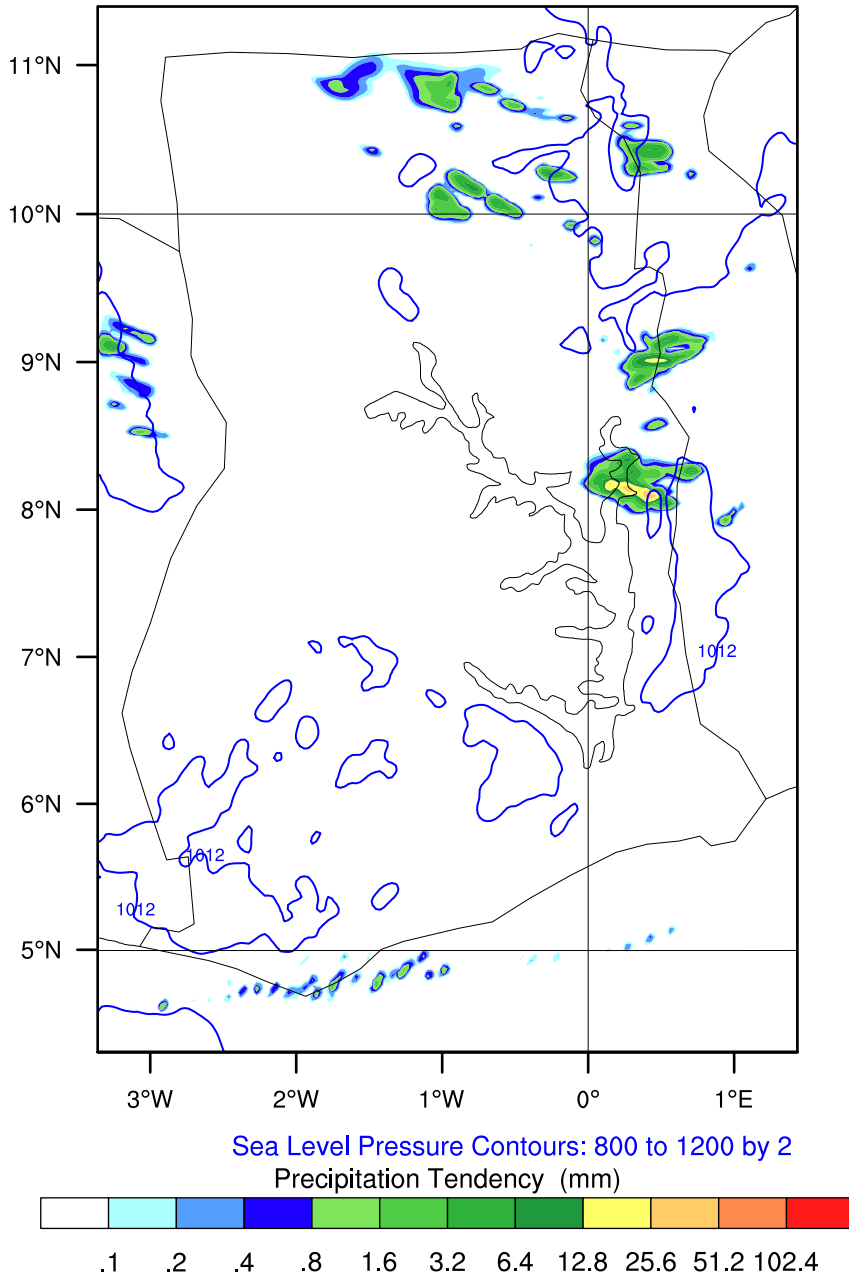 11°N
10°N
9°N
8°N
7°N
1012
6°N
1012
1012
5°N
3°W 2°W 1°W 0° 1°E
Sea Level Pressure Contours: 800 to 1200 by 2
Precipitation Tendency (mm)
.1 .2 .4 .8 1.6 3.2 6.4 12.8 25.6 51.2 102.4